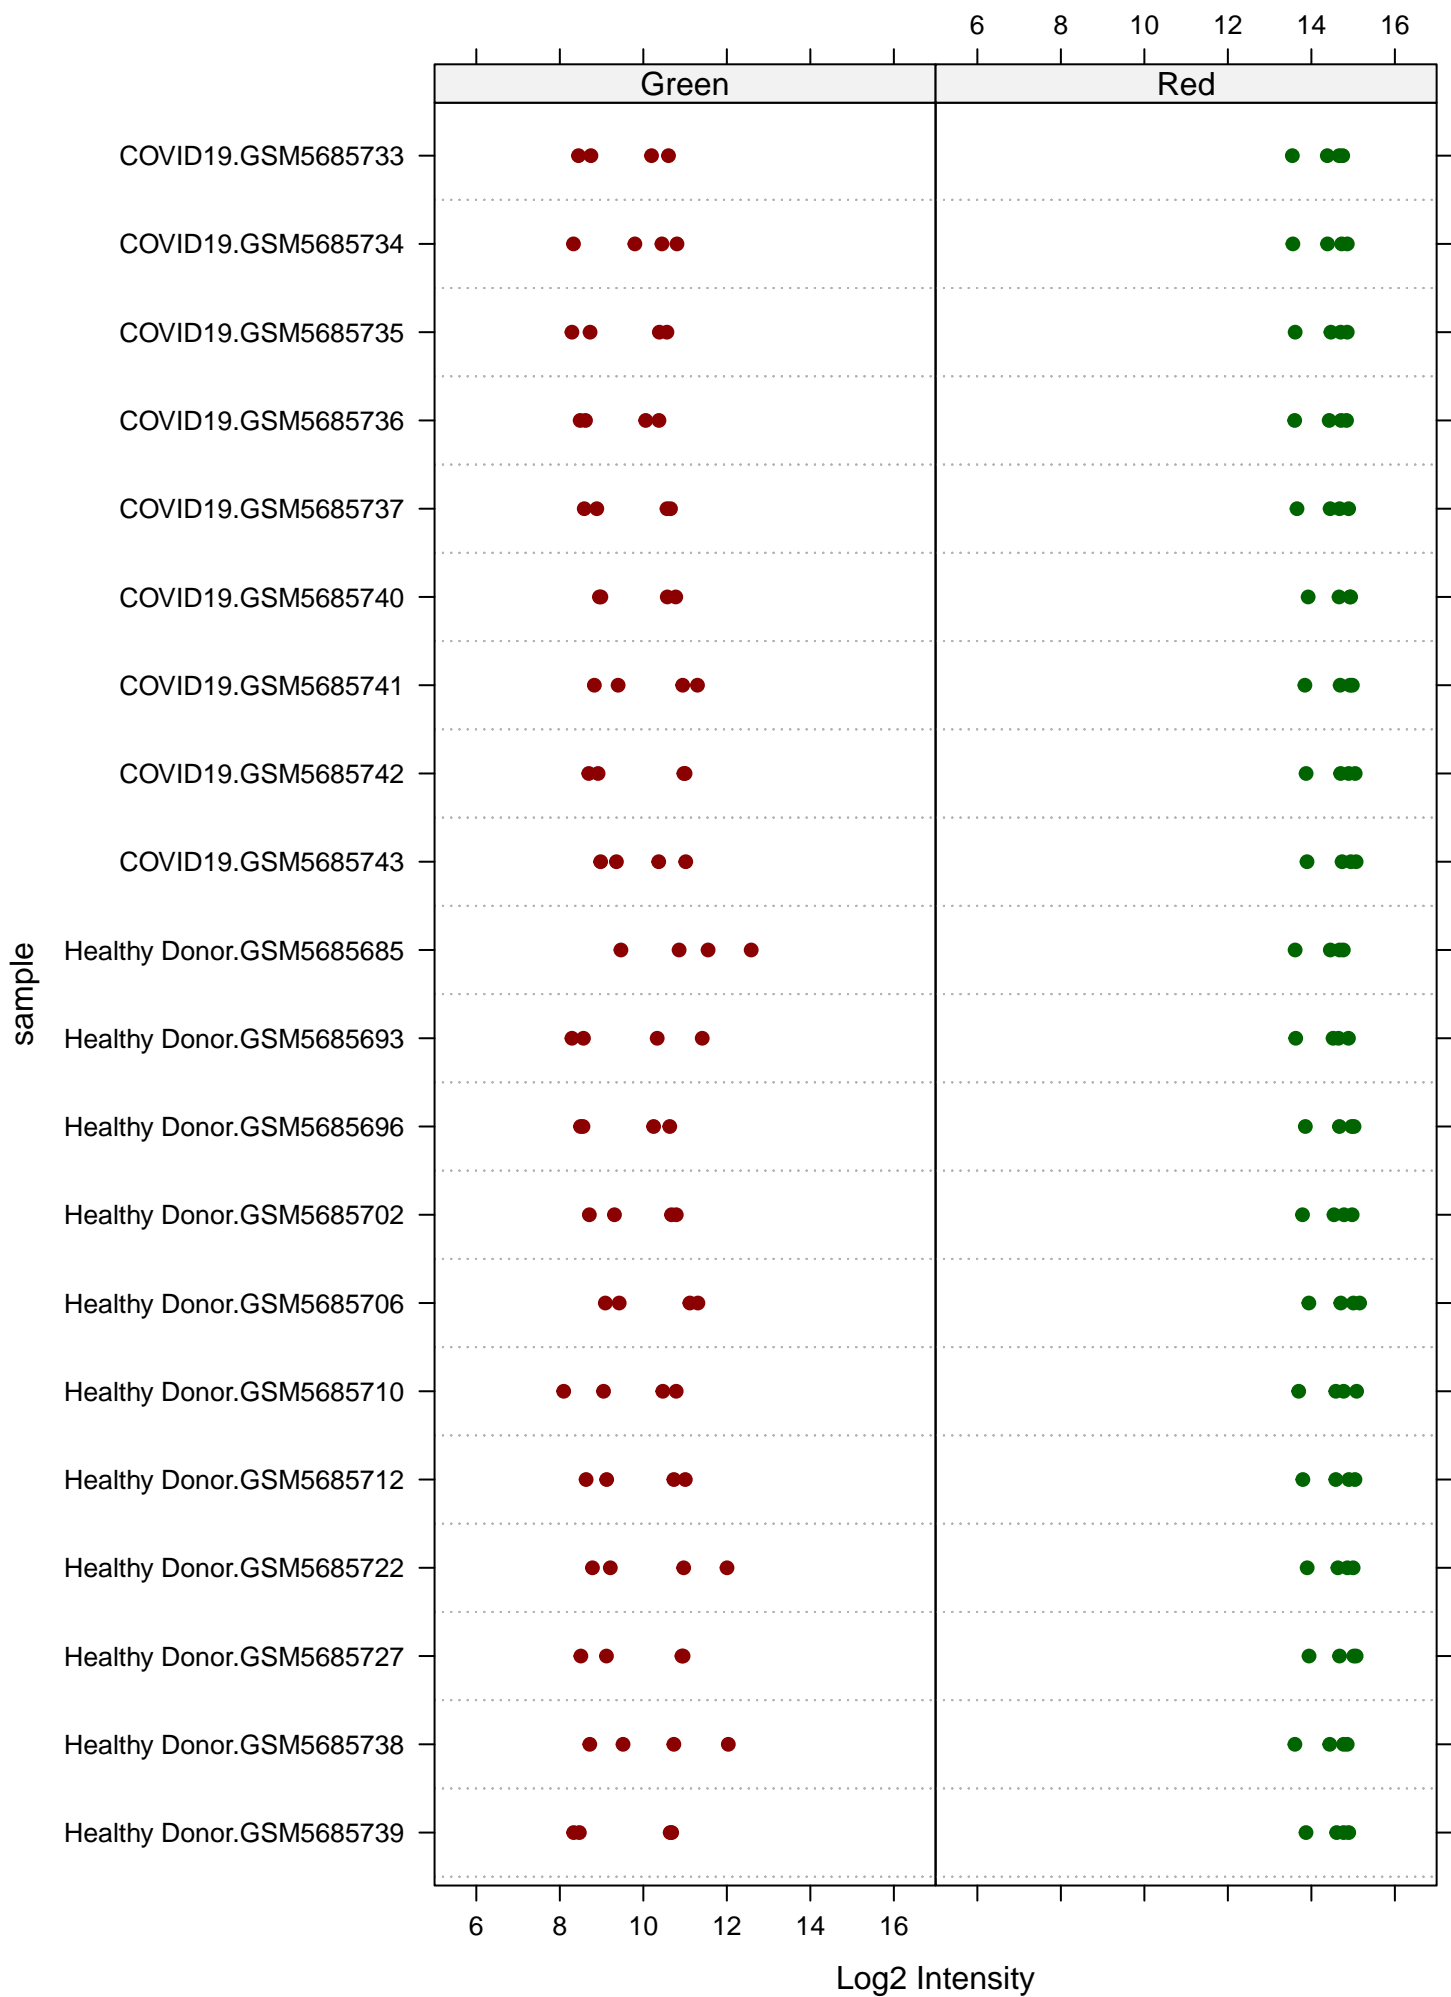 6 8 10 12 14 16
Green Red
COVID19.GSM5685733
COVID19.GSM5685734
COVID19.GSM5685735
COVID19.GSM5685736
COVID19.GSM5685737
COVID19.GSM5685740
COVID19.GSM5685741
COVID19.GSM5685742
COVID19.GSM5685743
Healthy Donor.GSM5685685
Healthy Donor.GSM5685693
Healthy Donor.GSM5685696
Healthy Donor.GSM5685702
Healthy Donor.GSM5685706
Healthy Donor.GSM5685710
Healthy Donor.GSM5685712
Healthy Donor.GSM5685722
Healthy Donor.GSM5685727
Healthy Donor.GSM5685738
Healthy Donor.GSM5685739
sample
6 8 10 12 14 16
Log2 Intensity